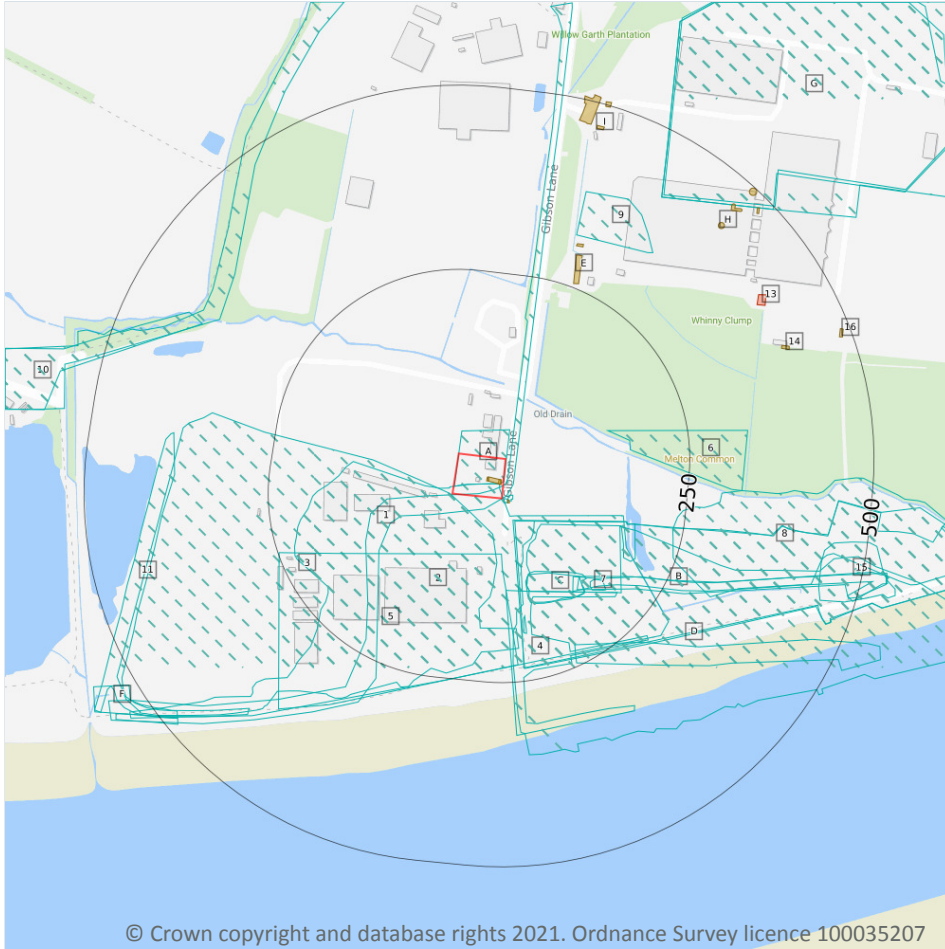 Willow Garth Plantation
G
I
Gibson Lane
9
H
E
13
Whinny Clump
16
14
10
Old Drain
A
Gibson Lane
6
Melton Common
250
500
1
8
3
11
2
C
7
B
15
5
4
D
F
© Crown copyright and database rights 2021. Ordnance Survey licence 100035207